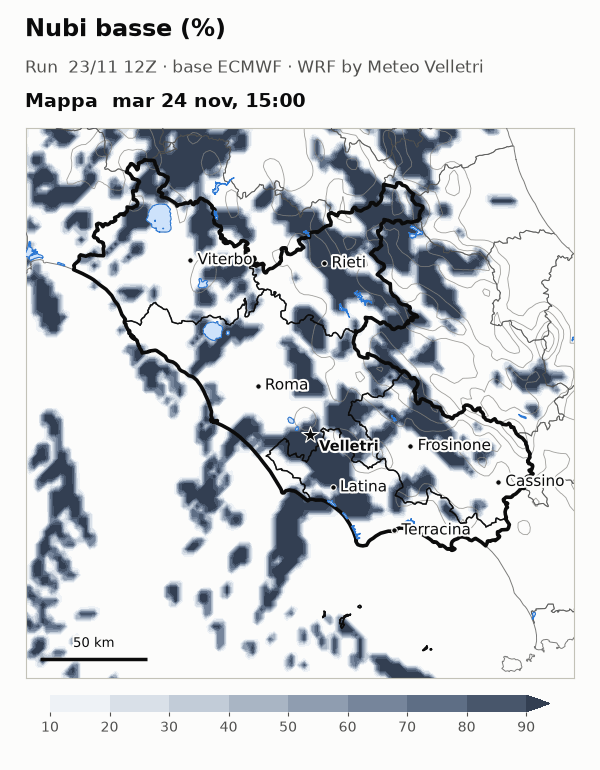 Nubi basse (%)
Run  23/11 12Z · base ECMWF · WRF by Meteo Velletri
Mappa  mar 24 nov, 15:00
Viterbo
Rieti
Roma
Velletri
Frosinone
Cassino
Latina
Terracina
50 km
10 20 30 40 50 60 70 80 90